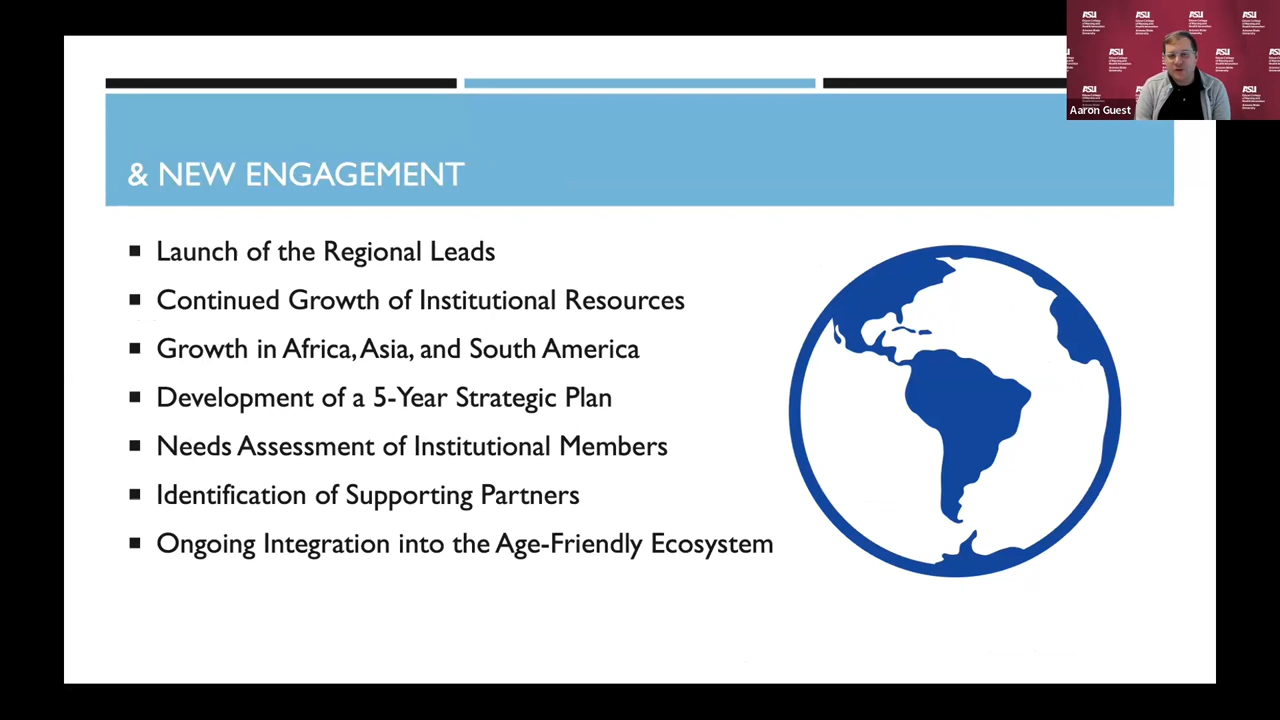 ASU
Aaron Guest
& NEW ENGAGEMENT
Launch of the Regional Leads
Continued Growth of Institutional Resources
Growth in Africa, Asia, and South America
Development of a 5-Year Strategic Plan
Needs Assessment of Institutional Members
Identification of Supporting Partners
Ongoing Integration into the Age-Friendly Ecosystem